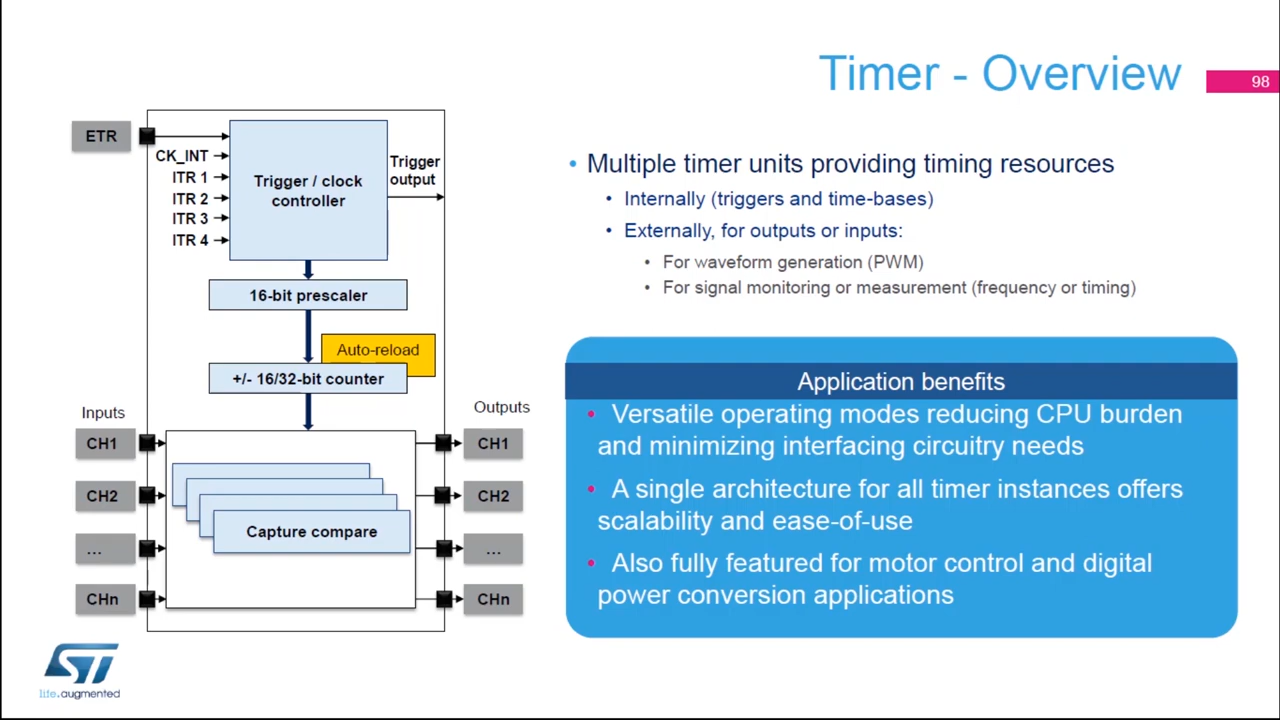 Timer - Overview
98
ETR
CK_INT
ITR 1
ITR 2
ITR 3
ITR 4
Trigger / clock
controller
Trigger
output
16-bit prescaler
Auto-reload
+/- 16/32-bit counter
Inputs
Outputs
CH1
CH1
CH2
CH2
...
...
CHn
CHn
Capture compare
• Multiple timer units providing timing resources
• Internally (triggers and time-bases)
• Externally, for outputs or inputs:
• For waveform generation (PWM)
• For signal monitoring or measurement (frequency or timing)
Application benefits
• Versatile operating modes reducing CPU burden
and minimizing interfacing circuitry needs
• A single architecture for all timer instances offers
scalability and ease-of-use
• Also fully featured for motor control and digital
power conversion applications
ST
life.augmented